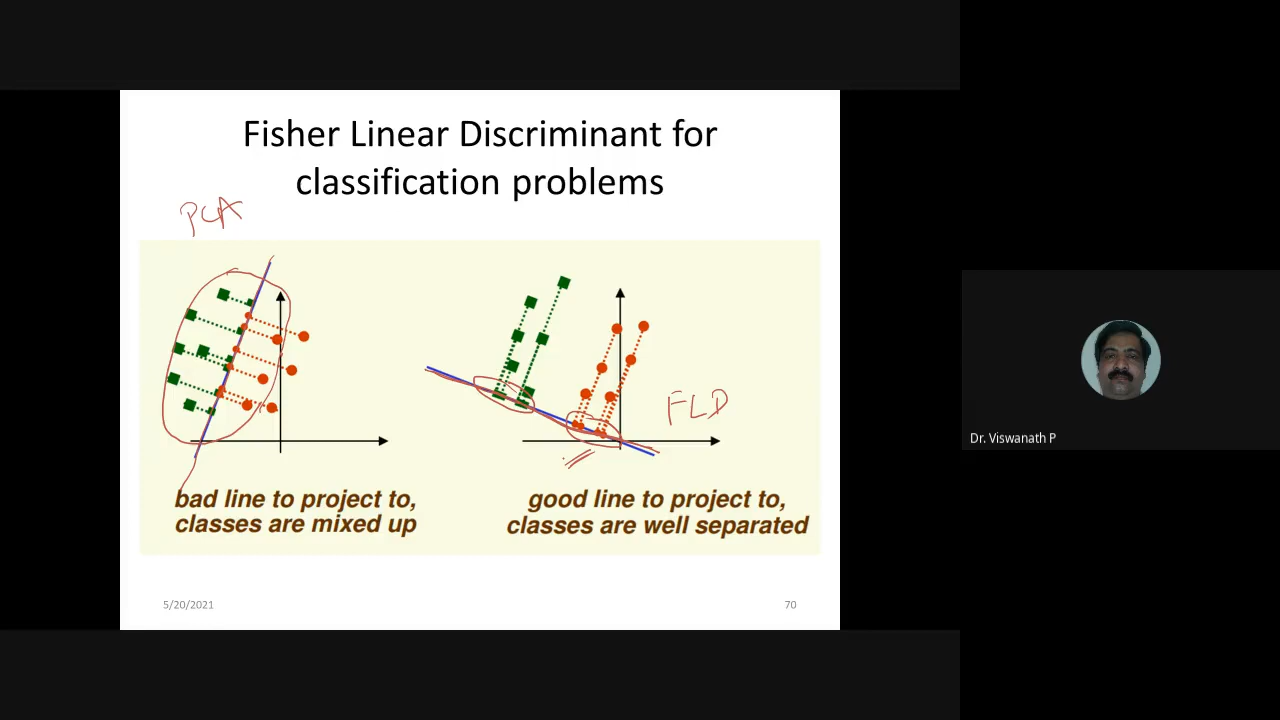 Fisher Linear Discriminant for
classification problems
PCA
FLD
bad line to project to,
classes are mixed up
good line to project to,
classes are well separated
5/20/2021
70
Dr. Viswanath P